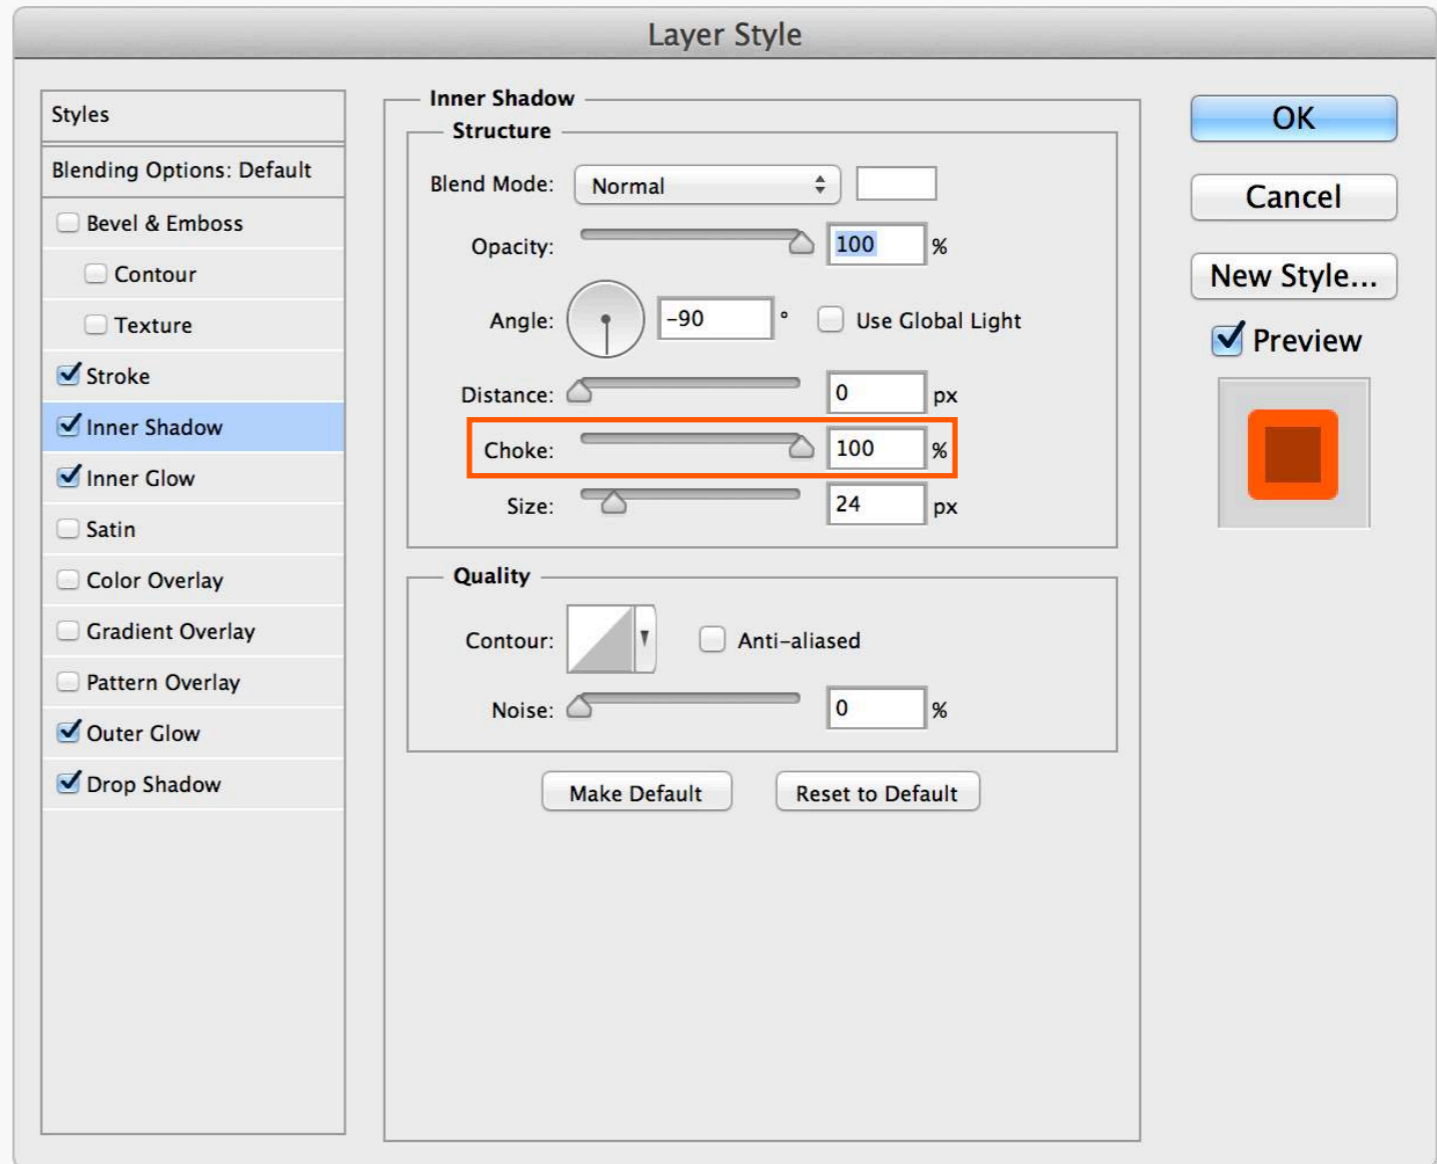 Layer Style
Styles
Blending Options: Default
Bevel & Emboss
Contour
Texture
Stroke
Inner Shadow
Inner Glow
Satin
Color Overlay
Gradient Overlay
Pattern Overlay
Outer Glow
Drop Shadow
Inner Shadow
Structure
Blend Mode: Normal
Opacity: 100 %
Angle: -90 ° Use Global Light
Distance: 0 px
Choke: 100 %
Size: 24 px
Quality
Contour: Anti-aliased
Noise: 0 %
Make Default Reset to Default
OK
Cancel
New Style...
Preview